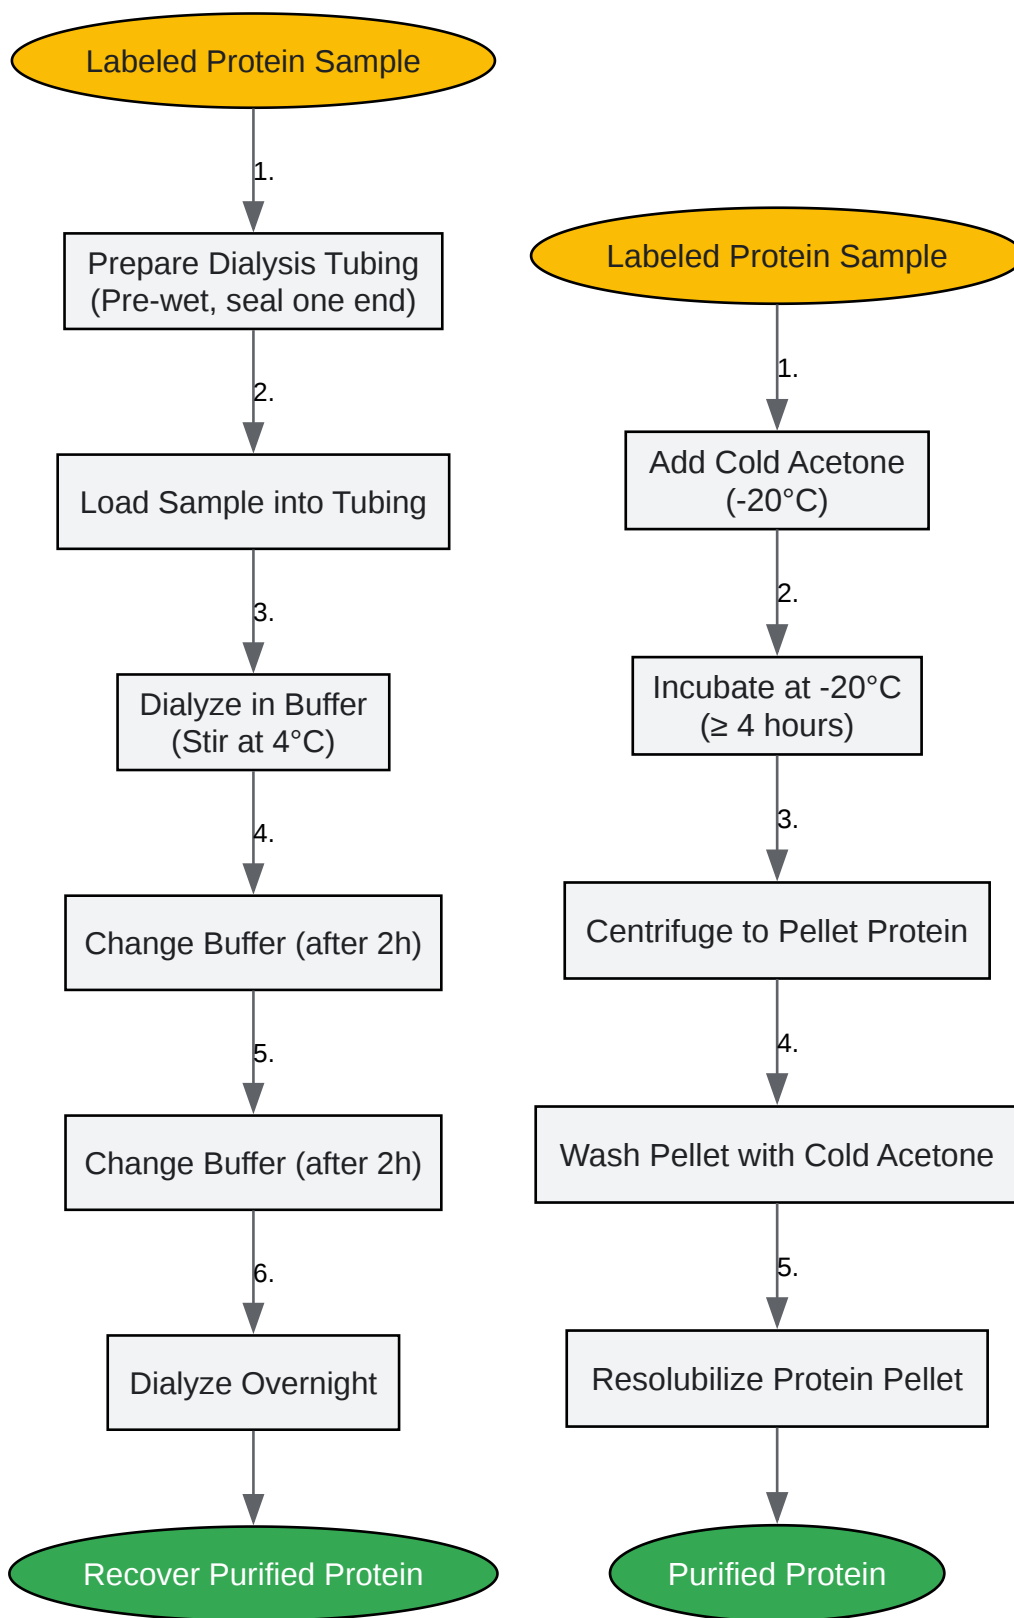 Labeled Protein Sample
1.
Prepare Dialysis Tubing
(Pre-wet, seal one end)
2.
Load Sample into Tubing
3.
Dialyze in Buffer
(Stir at 4°C)
4.
Change Buffer (after 2h)
5.
Change Buffer (after 2h)
6.
Dialyze Overnight
Recover Purified Protein
Labeled Protein Sample
1.
Add Cold Acetone
(-20°C)
2.
Incubate at -20°C
(≥ 4 hours)
3.
Centrifuge to Pellet Protein
4.
Wash Pellet with Cold Acetone
5.
Resolubilize Protein Pellet
Purified Protein